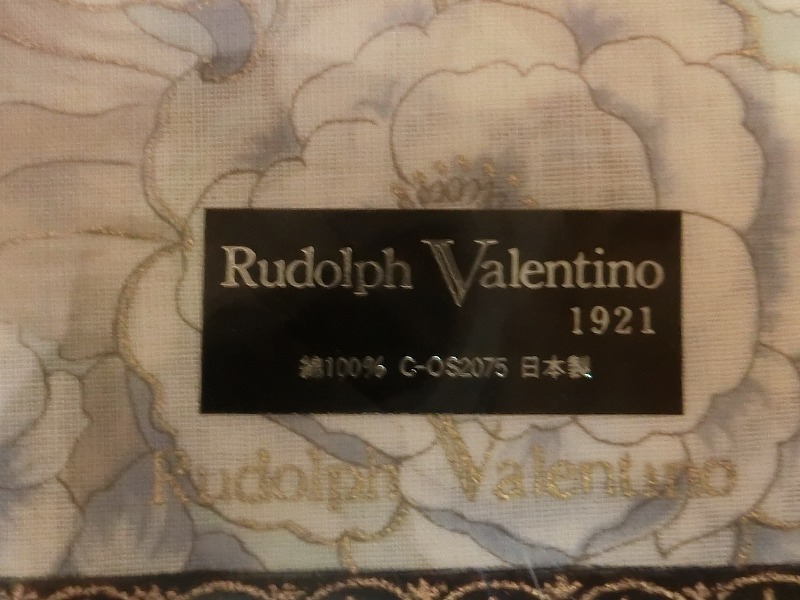 Rudolph Valentino
1921
綿100% C-OS2075 日本製
Rudolph Valentino